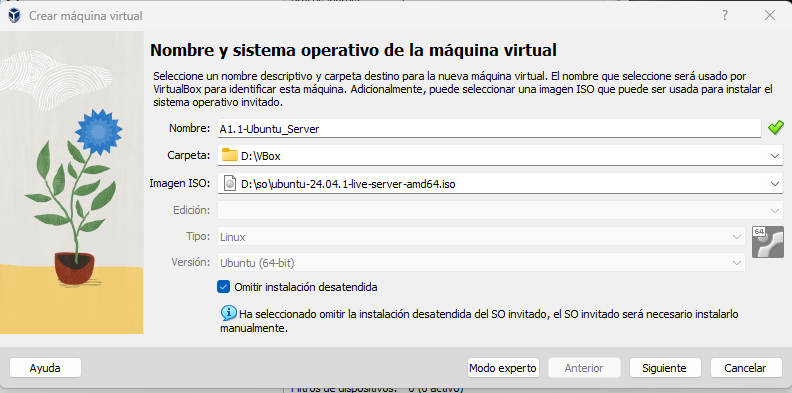 Crear máquina virtual
Nombre y sistema operativo de la máquina virtual
Seleccione un nombre descriptivo y carpeta destino para la nueva máquina virtual. El nombre que seleccione será usado por
VirtualBox para identificar esta máquina. Adicionalmente, puede seleccionar una imagen ISO que puede ser usada para instalar el
sistema operativo invitado.
Nombre: A1.1-Ubuntu_Server
Carpeta: D:\VBox
Imagen ISO: D:\so\ubuntu-24.04.1-live-server-amd64.iso
Edición:
Tipo: Linux
64
Versión: Ubuntu (64-bit)
Omitir instalación desatendida
Ha seleccionado omitir la instalación desatendida del SO invitado, el SO invitado será necesario instalarlo
manualmente.
Ayuda Modo experto Anterior Siguiente Cancelar
Filtros de dispositivos: 0 (0 activo)